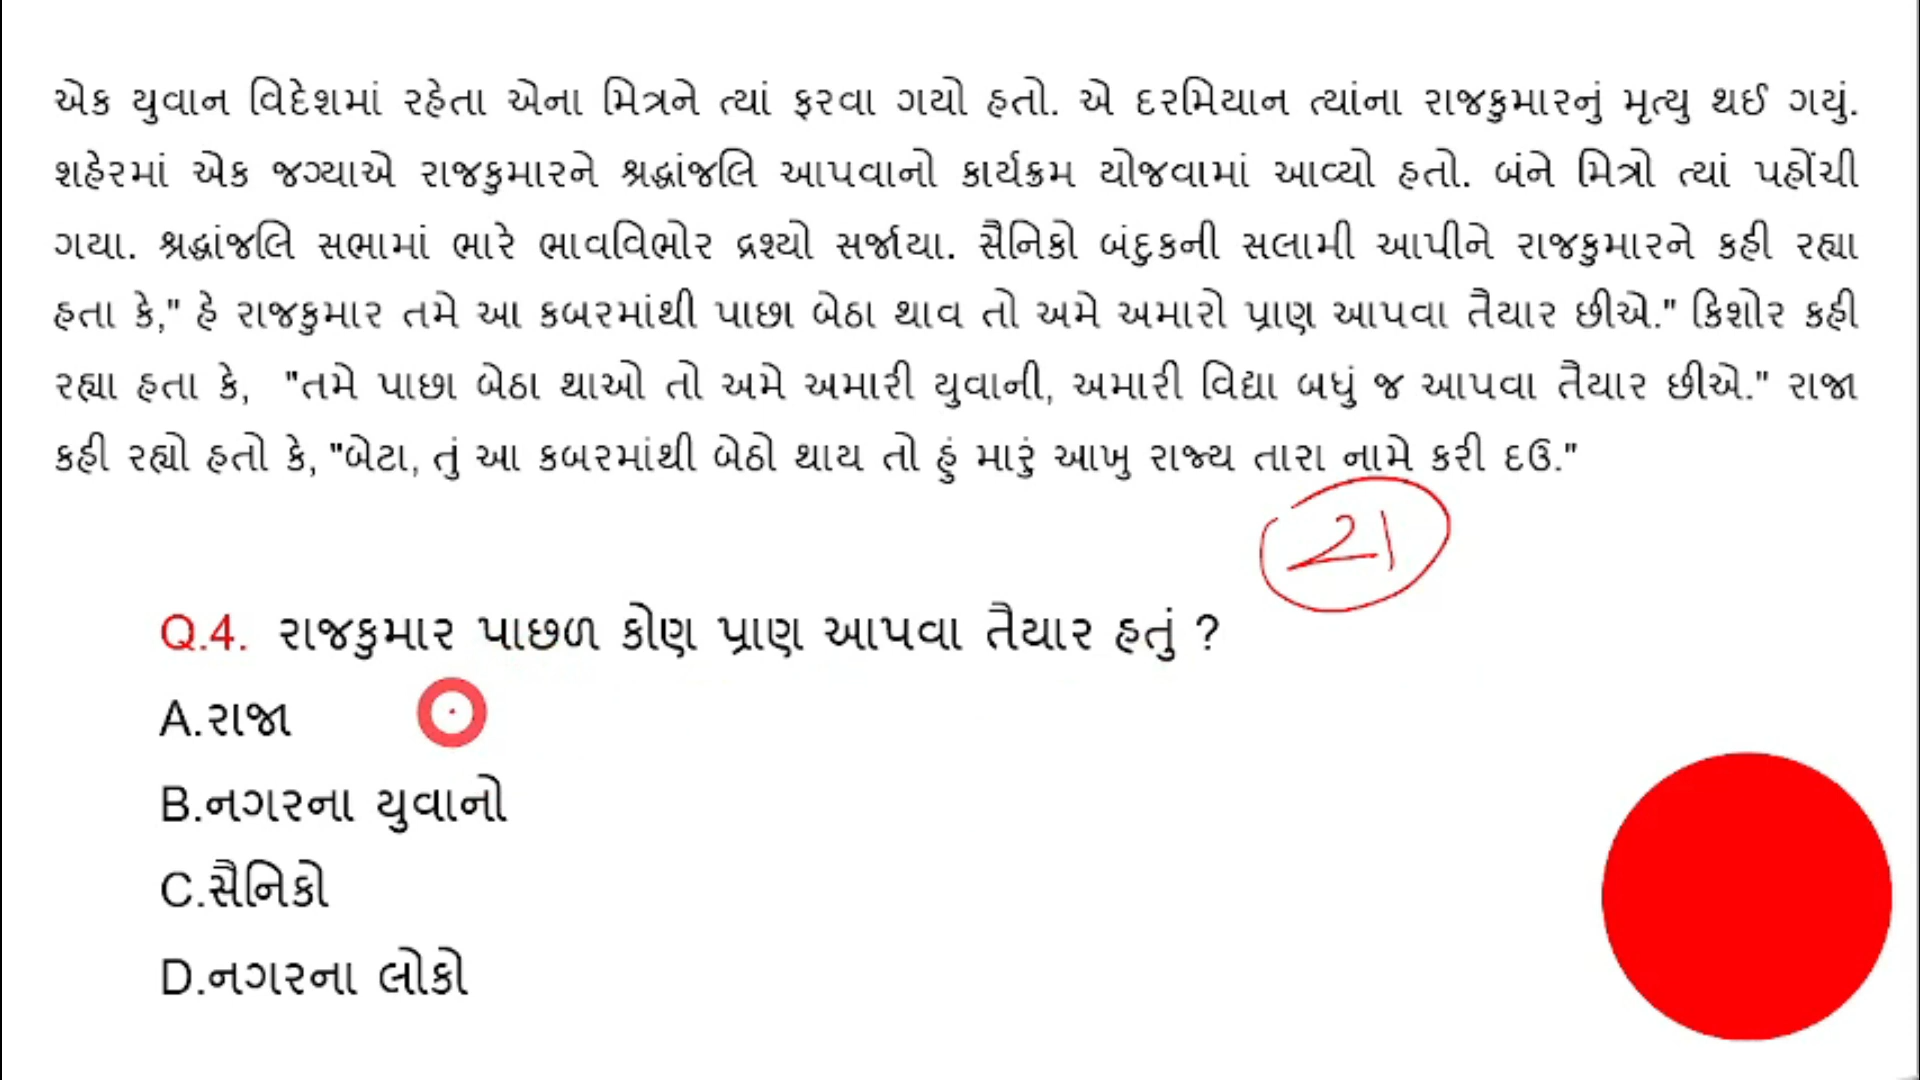 એક યુવાન વિદેશમાં રહેતા એના મિત્રને ત્યાં ફરવા ગયો હતો. એ દરમિયાન ત્યાંના રાજકુમારનું મૃત્યુ થઈ ગયું.
શહેરમાં એક જગ્યાએ રાજકુમારને શ્રદ્ધાંજલિ આપવાનો કાર્યક્રમ યોજવામાં આવ્યો હતો. બંને મિત્રો ત્યાં પહોંચી
ગયા. શ્રદ્ધાંજલિ સભામાં ભારે ભાવવિભોર દ્રશ્યો સર્જાયા. સૈનિકો બંદુકની સલામી આપીને રાજકુમારને કહી રહ્યા
હતા કે," હે રાજકુમાર તમે આ કબરમાંથી પાછા બેઠા થાવ તો અમે અમારો પ્રાણ આપવા તૈયાર છીએ." કિશોર કહી
રહ્યા હતા કે, "તમે પાછા બેઠા થાઓ તો અમે અમારી યુવાની, અમારી વિદ્યા બધું જ આપવા તૈયાર છીએ." રાજા
કહી રહ્યો હતો કે, "બેટા, તું આ કબરમાંથી બેઠો થાય તો હું મારું આખુ રાજ્ય તારા નામે કરી દઉ."
21
Q.4. રાજકુમાર પાછળ કોણ પ્રાણ આપવા તૈયાર હતું ?
A.રાજા
B.નગરના યુવાનો
C.સૈનિકો
D.નગરના લોકો